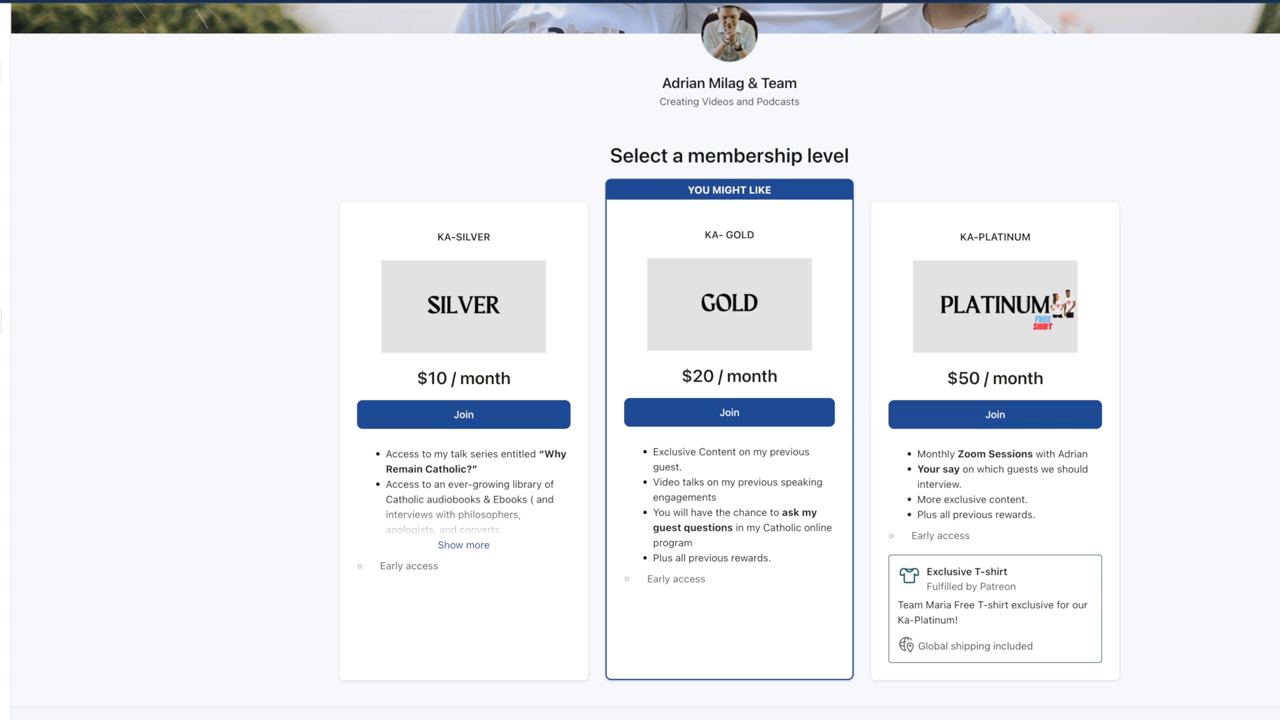 Adrian Milag & Team
Creating Videos and Podcasts
Select a membership level
YOU MIGHT LIKE
KA-SILVER
SILVER
$10 / month
Join
• Access to my talk series entitled “Why
Remain Catholic?”
• Access to an ever-growing library of
Catholic audiobooks & Ebooks ( and
interviews with philosophers,
apologists, and converts.
Show more
Early access
KA- GOLD
GOLD
$20 / month
Join
• Exclusive Content on my previous
guest.
• Video talks on my previous speaking
engagements
• You will have the chance to ask my
guest questions in my Catholic online
program
• Plus all previous rewards.
Early access
KA-PLATINUM
PLATINUM
FREE
SHIRT
$50 / month
Join
• Monthly Zoom Sessions with Adrian
• Your say on which guests we should
interview.
• More exclusive content.
• Plus all previous rewards.
Early access
Exclusive T-shirt
Fulfilled by Patreon
Team Maria Free T-shirt exclusive for our
Ka-Platinum!
Global shipping included